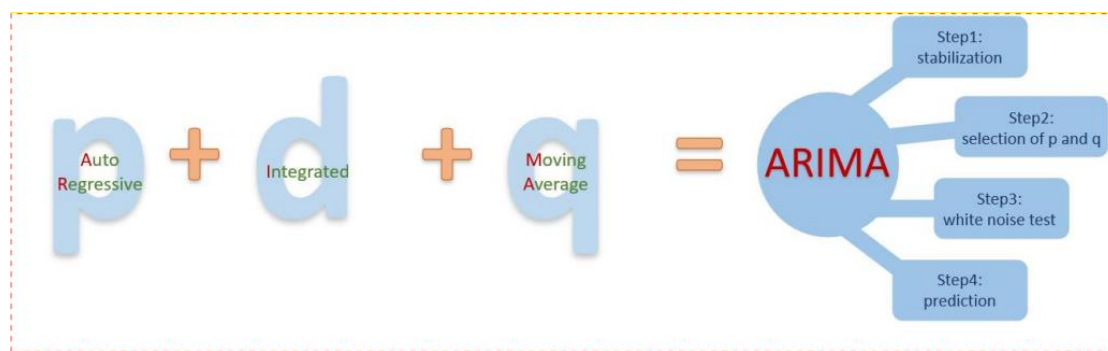 p + d + q = ARIMA
Auto
Regressive
Integrated
Moving
Average
Step1:
stabilization
Step2:
selection of p and q
Step3:
white noise test
Step4:
prediction